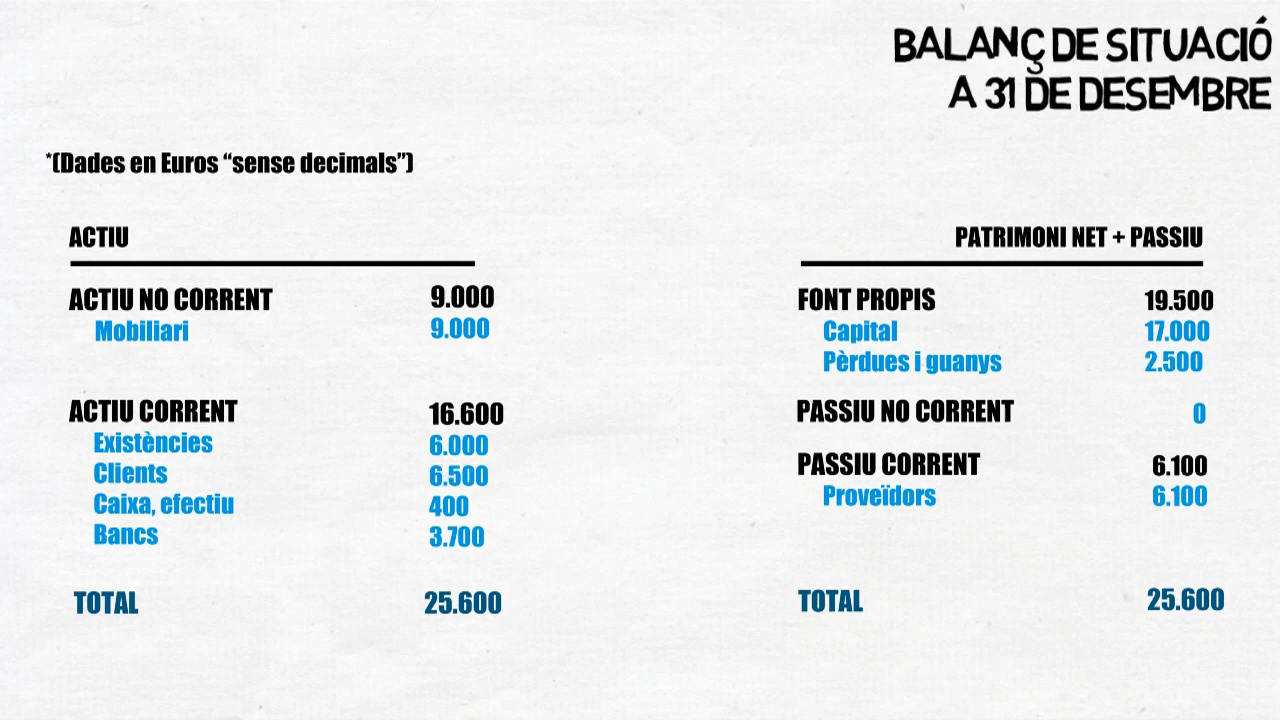 BALANÇ DE SITUACIÓ
A 31 DE DESEMBRE
*(Dades en Euros “sense decimals”)
ACTIU
ACTIU NO CORRENT 9.000
Mobiliari 9.000
ACTIU CORRENT 16.600
Existències 6.000
Clients 6.500
Caixa, efectiu 400
Bancs 3.700
TOTAL 25.600
PATRIMONI NET + PASSIU
FONT PROPIS 19.500
Capital 17.000
Pèrdues i guanys 2.500
PASSIU NO CORRENT 0
PASSIU CORRENT 6.100
Proveïdors 6.100
TOTAL 25.600